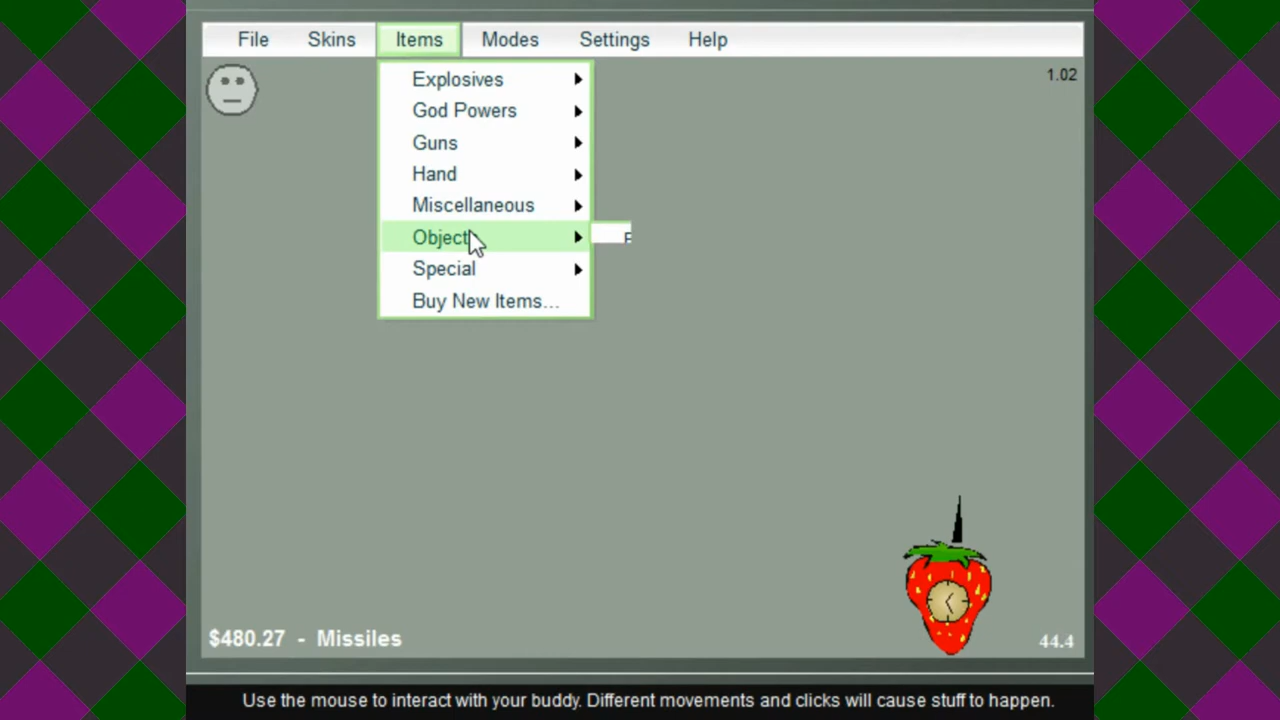 File Skins Items Modes Settings Help
1.02
Explosives
God Powers
Guns
Hand
Miscellaneous
Object
Special
Buy New Items...
$480.27 - Missiles
44.4
Use the mouse to interact with your buddy. Different movements and clicks will cause stuff to happen.